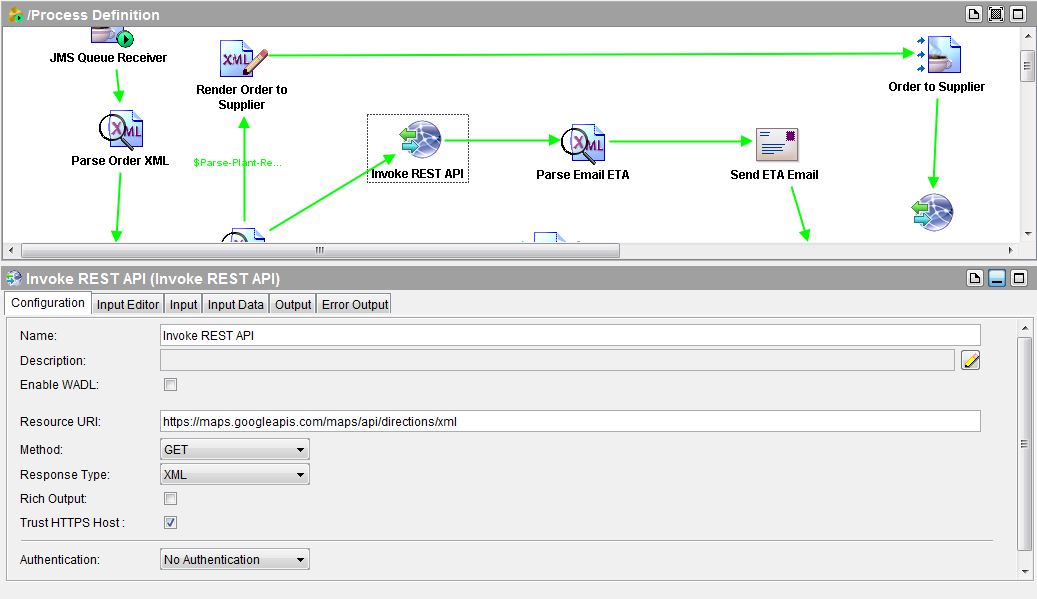 /Process Definition
JMS Queue Receiver
Render Order to
Supplier
Order to Supplier
Parse Order XML
$Parse-Plant-Re...
Invoke REST API
Parse Email ETA
Send ETA Email
Invoke REST API (Invoke REST API)
Configuration Input Editor Input Input Data Output Error Output
Name: Invoke REST API
Description:
Enable WADL:
Resource URI: https://maps.googleapis.com/maps/api/directions/xml
Method: GET
Response Type: XML
Rich Output:
Trust HTTPS Host :
Authentication: No Authentication